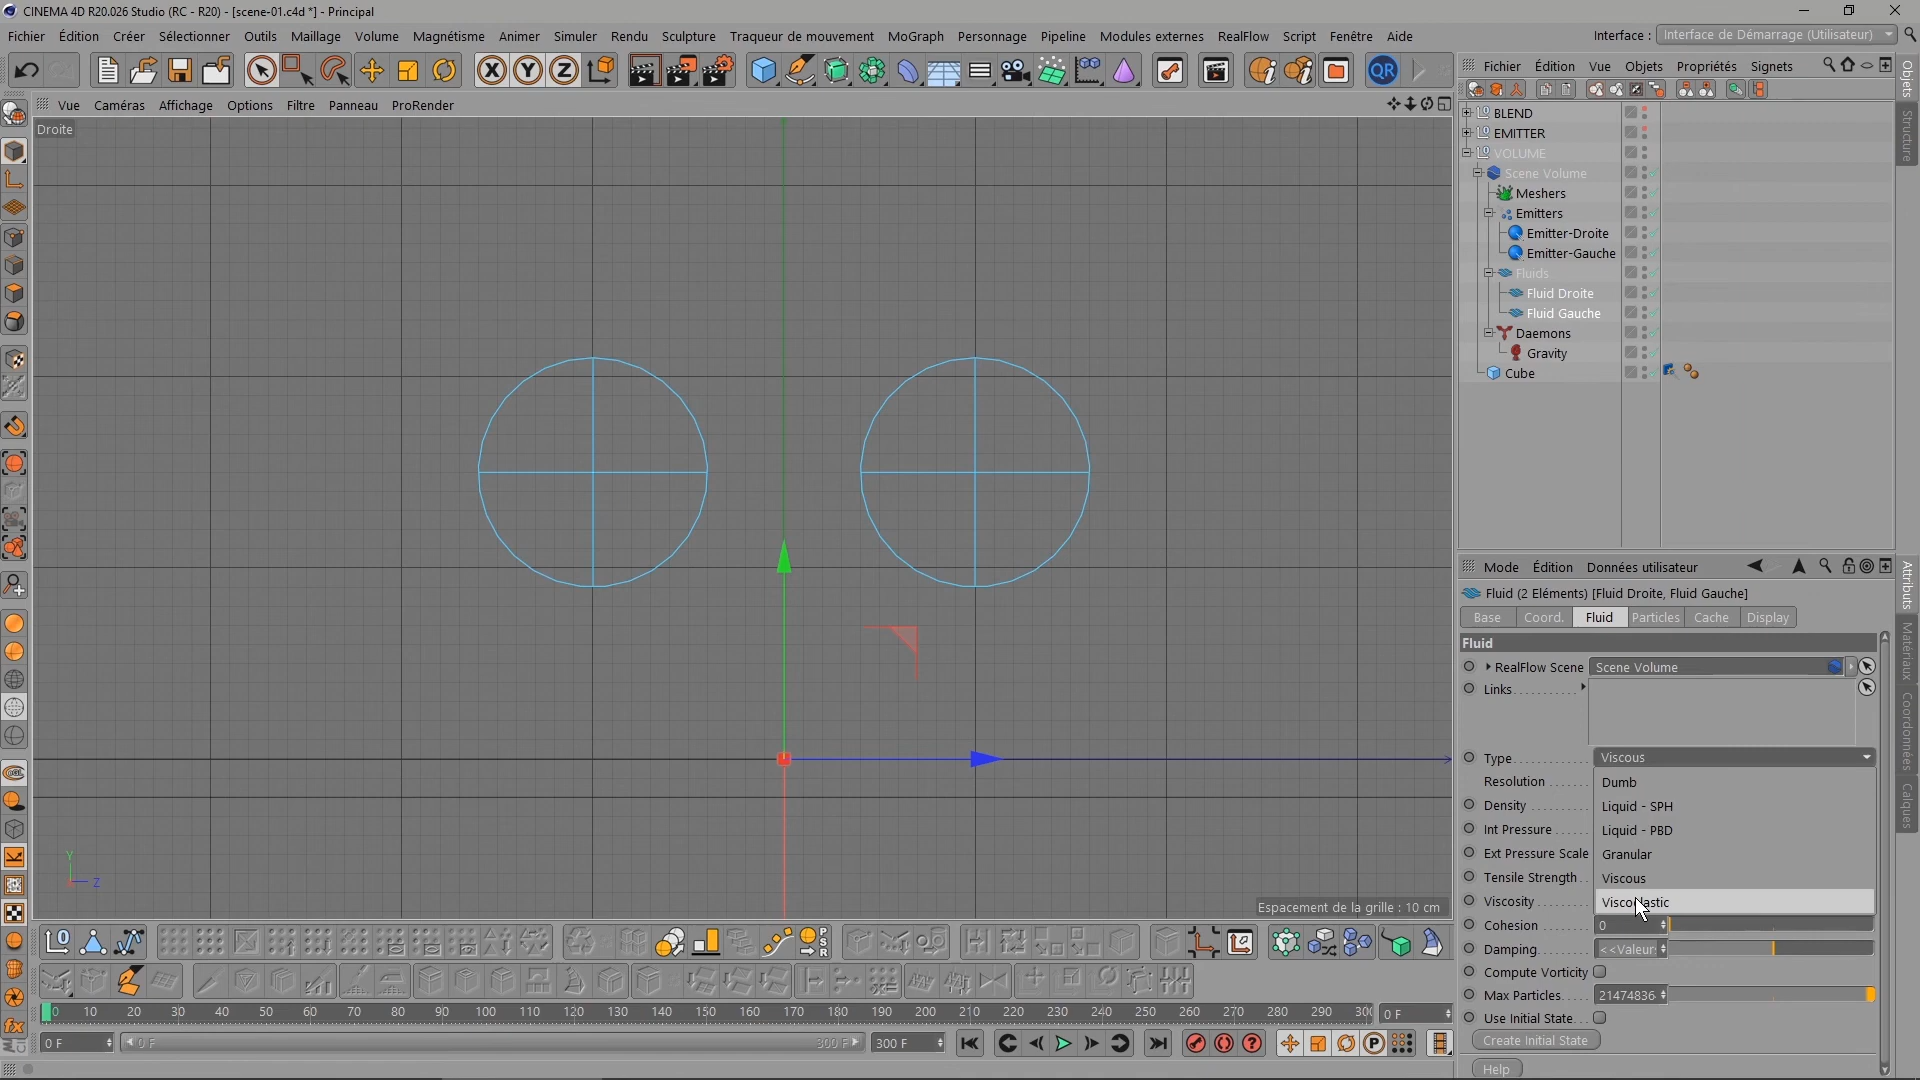 CINEMA 4D R20.026 Studio (RC - R20) - [scene-01.c4d *] - Principal
Fichier Édition Créer Sélectionner Outils Maillage Volume Magnétisme Animer Simuler Rendu Sculpture Traqueur de mouvement MoGraph Personnage Pipeline Modules externes RealFlow Script Fenêtre Aide
Interface : Interface de Démarrage (Utilisateur)
X Y Z
QR
Fichier Édition Vue Objets Propriétés Signets
Vue Caméras Affichage Options Filtre Panneau ProRender
Droite
BLEND
EMITTER
VOLUME
Scene Volume
Meshers
Emitters
Emitter-Droite
Emitter-Gauche
Fluids
Fluid Droite
Fluid Gauche
Daemons
Gravity
Cube
Objets
Structure
Mode Édition Données utilisateur
Fluid (2 Eléments) [Fluid Droite, Fluid Gauche]
Base Coord. Fluid Particles Cache Display
Fluid
RealFlow Scene Scene Volume
Links
Type Viscous
Resolution
Dumb
Density
Liquid - SPH
Int Pressure
Liquid - PBD
Ext Pressure Scale
Granular
Tensile Strength
Viscous
Viscosity
Cohesion 0
Damping <<Valeur
Compute Vorticity
Max Particles 21474836
Use Initial State
Create Initial State
Help
Attributs
Matériaux
Coordonnées
Calques
Y
Z
Espacement de la grille : 10 cm
0 10 20 30 40 50 60 70 80 90 100 110 120 130 140 150 160 170 180 190 200 210 220 230 240 250 260 270 280 290 0 F
0 F 0 F 300 F 300 F
P